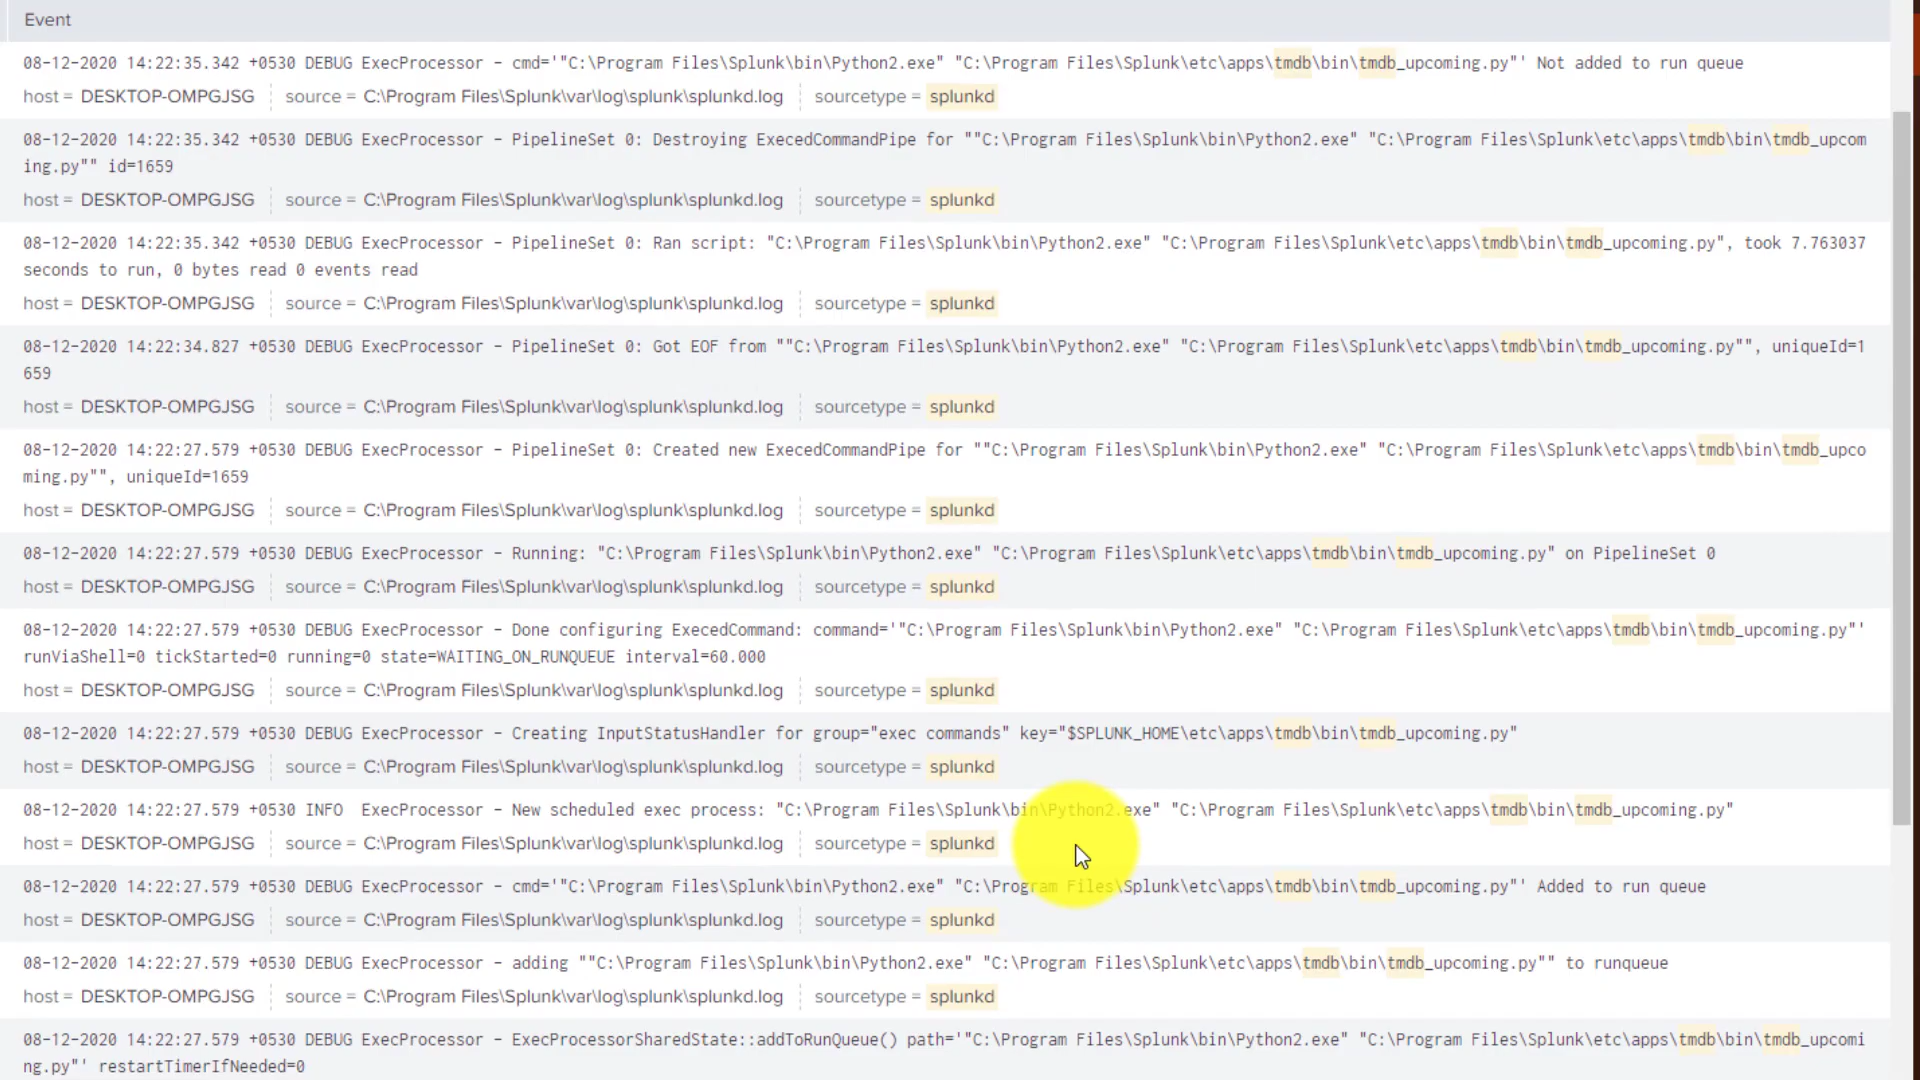 Event
08-12-2020 14:22:35.342 +0530 DEBUG ExecProcessor - cmd='"C:\Program Files\Splunk\bin\Python2.exe" "C:\Program Files\Splunk\etc\apps\tmdb\bin\tmdb_upcoming.py"' Not added to run queue
host = DESKTOP-OMPGJSG source = C:\Program Files\Splunk\var\log\splunk\splunkd.log sourcetype = splunkd
08-12-2020 14:22:35.342 +0530 DEBUG ExecProcessor - PipelineSet 0: Destroying ExecedCommandPipe for ""C:\Program Files\Splunk\bin\Python2.exe" "C:\Program Files\Splunk\etc\apps\tmdb\bin\tmdb_upcom
ing.py"" id=1659
host = DESKTOP-OMPGJSG source = C:\Program Files\Splunk\var\log\splunk\splunkd.log sourcetype = splunkd
08-12-2020 14:22:35.342 +0530 DEBUG ExecProcessor - PipelineSet 0: Ran script: "C:\Program Files\Splunk\bin\Python2.exe" "C:\Program Files\Splunk\etc\apps\tmdb\bin\tmdb_upcoming.py", took 7.763037
seconds to run, 0 bytes read 0 events read
host = DESKTOP-OMPGJSG source = C:\Program Files\Splunk\var\log\splunk\splunkd.log sourcetype = splunkd
08-12-2020 14:22:34.827 +0530 DEBUG ExecProcessor - PipelineSet 0: Got EOF from ""C:\Program Files\Splunk\bin\Python2.exe" "C:\Program Files\Splunk\etc\apps\tmdb\bin\tmdb_upcoming.py"", uniqueId=1
659
host = DESKTOP-OMPGJSG source = C:\Program Files\Splunk\var\log\splunk\splunkd.log sourcetype = splunkd
08-12-2020 14:22:27.579 +0530 DEBUG ExecProcessor - PipelineSet 0: Created new ExecedCommandPipe for ""C:\Program Files\Splunk\bin\Python2.exe" "C:\Program Files\Splunk\etc\apps\tmdb\bin\tmdb_upco
ming.py"", uniqueId=1659
host = DESKTOP-OMPGJSG source = C:\Program Files\Splunk\var\log\splunk\splunkd.log sourcetype = splunkd
08-12-2020 14:22:27.579 +0530 DEBUG ExecProcessor - Running: "C:\Program Files\Splunk\bin\Python2.exe" "C:\Program Files\Splunk\etc\apps\tmdb\bin\tmdb_upcoming.py" on PipelineSet 0
host = DESKTOP-OMPGJSG source = C:\Program Files\Splunk\var\log\splunk\splunkd.log sourcetype = splunkd
08-12-2020 14:22:27.579 +0530 DEBUG ExecProcessor - Done configuring ExecedCommand: command='"C:\Program Files\Splunk\bin\Python2.exe" "C:\Program Files\Splunk\etc\apps\tmdb\bin\tmdb_upcoming.py"'
runViaShell=0 tickStarted=0 running=0 state=WAITING_ON_RUNQUEUE interval=60.000
host = DESKTOP-OMPGJSG source = C:\Program Files\Splunk\var\log\splunk\splunkd.log sourcetype = splunkd
08-12-2020 14:22:27.579 +0530 DEBUG ExecProcessor - Creating InputStatusHandler for group="exec commands" key="$SPLUNK_HOME\etc\apps\tmdb\bin\tmdb_upcoming.py"
host = DESKTOP-OMPGJSG source = C:\Program Files\Splunk\var\log\splunk\splunkd.log sourcetype = splunkd
08-12-2020 14:22:27.579 +0530 INFO ExecProcessor - New scheduled exec process: "C:\Program Files\Splunk\bin\Python2.exe" "C:\Program Files\Splunk\etc\apps\tmdb\bin\tmdb_upcoming.py"
host = DESKTOP-OMPGJSG source = C:\Program Files\Splunk\var\log\splunk\splunkd.log sourcetype = splunkd
08-12-2020 14:22:27.579 +0530 DEBUG ExecProcessor - cmd='"C:\Program Files\Splunk\bin\Python2.exe" "C:\Program Files\Splunk\etc\apps\tmdb\bin\tmdb_upcoming.py"' Added to run queue
host = DESKTOP-OMPGJSG source = C:\Program Files\Splunk\var\log\splunk\splunkd.log sourcetype = splunkd
08-12-2020 14:22:27.579 +0530 DEBUG ExecProcessor - adding ""C:\Program Files\Splunk\bin\Python2.exe" "C:\Program Files\Splunk\etc\apps\tmdb\bin\tmdb_upcoming.py"" to runqueue
host = DESKTOP-OMPGJSG source = C:\Program Files\Splunk\var\log\splunk\splunkd.log sourcetype = splunkd
08-12-2020 14:22:27.579 +0530 DEBUG ExecProcessor - ExecProcessorSharedState::addToRunQueue() path='"C:\Program Files\Splunk\bin\Python2.exe" "C:\Program Files\Splunk\etc\apps\tmdb\bin\tmdb_upcomi
ng.py"' restartTimerIfNeeded=0